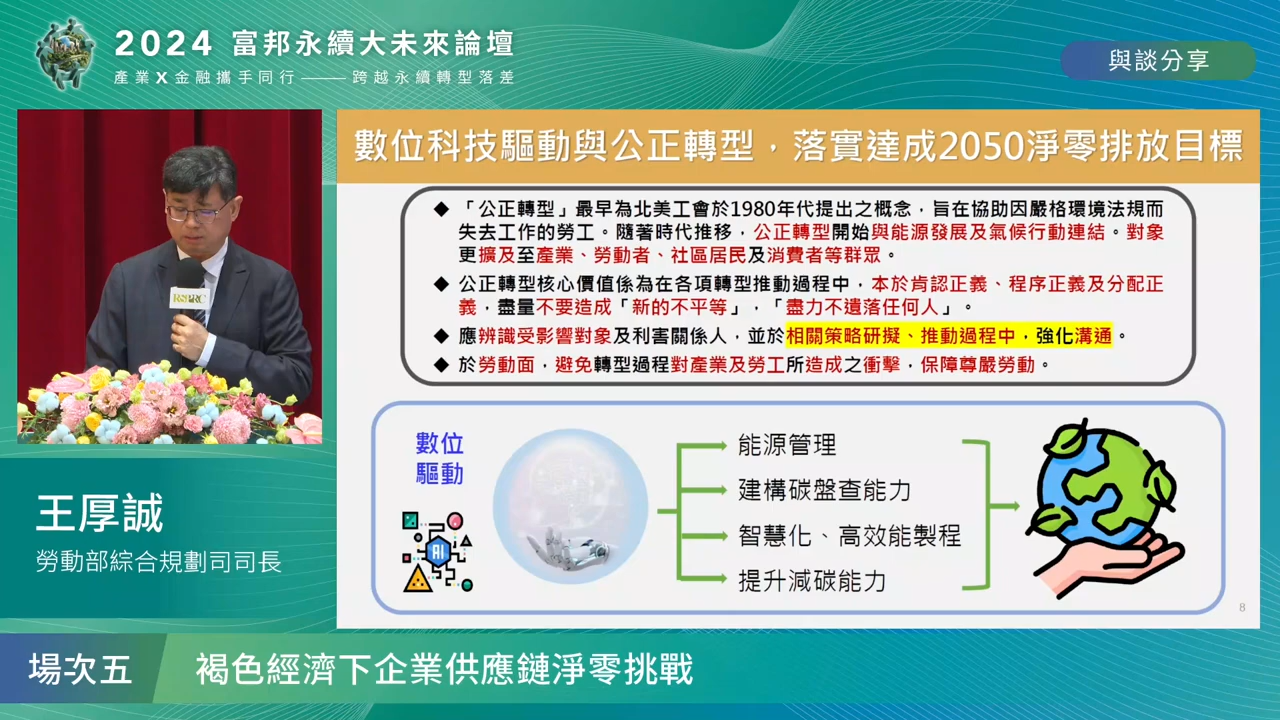 2024 富邦永續大未來論壇
產業X金融攜手同行——跨越永續轉型落差
與談分享
數位科技驅動與公正轉型，落實達成2050淨零排放目標
◆ 「公正轉型」最早為北美工會於1980年代提出之概念，旨在協助因嚴格環境法規而
失去工作的勞工。隨著時代推移，公正轉型開始與能源發展及氣候行動連結。對象
更擴及至產業、勞動者、社區居民及消費者等群眾。
◆ 公正轉型核心價值係為在各項轉型推動過程中，本於肯認正義、程序正義及分配正
義，盡量不要造成「新的不平等」，「盡力不遺落任何人」。
◆ 應辨識受影響對象及利害關係人，並於相關策略研擬、推動過程中，強化溝通。
◆ 於勞動面，避免轉型過程對產業及勞工所造成之衝擊，保障尊嚴勞動。
數位
驅動
AI
能源管理
建構碳盤查能力
智慧化、高效能製程
提升減碳能力
8
王厚誠
勞動部綜合規劃司司長
場次五
褐色經濟下企業供應鏈淨零挑戰